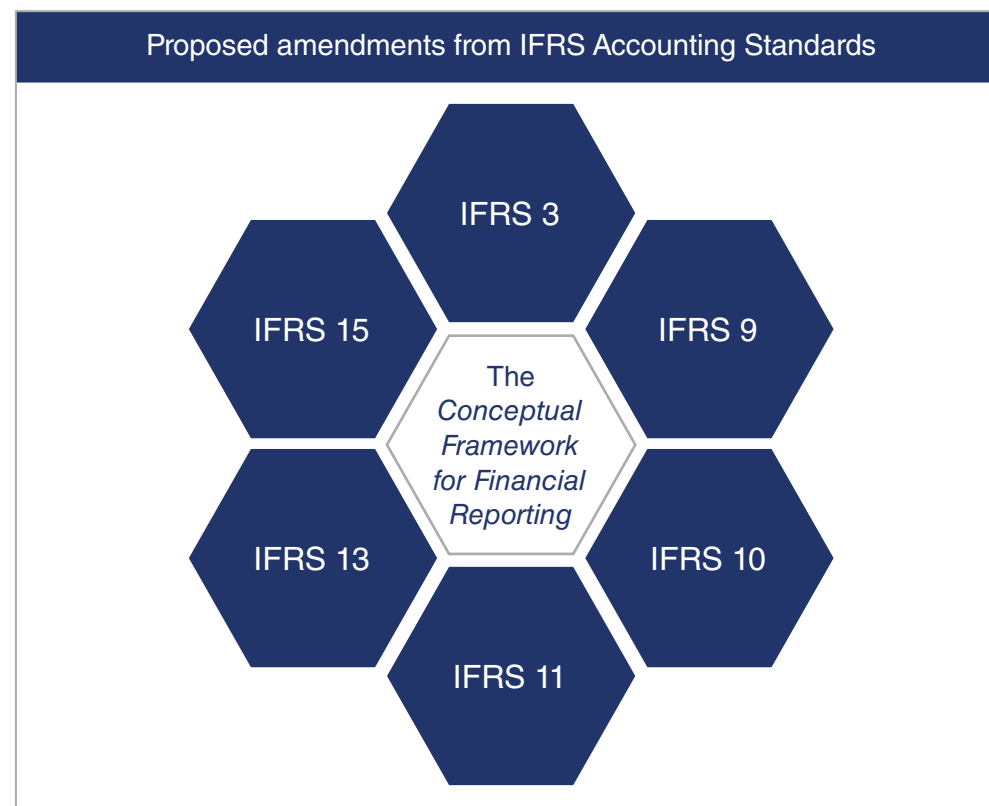 Proposed amendments from IFRS Accounting Standards
IFRS 3
IFRS 15
IFRS 9
The
Conceptual
Framework
for Financial
Reporting
IFRS 13
IFRS 10
IFRS 11